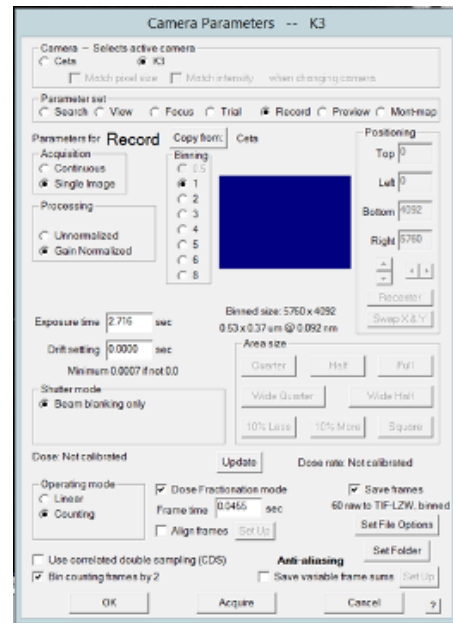 Camera Parameters -- K3
Camera - Selects active camera
Ceta K3
Match pixel size Match intensity when changing camera
Parameter set
Search View Focus Trial Record Preview Mont-map
Parameters for Record Copy from: Ceta
Positioning
Acquisition
Continuous
Single Image
Binning
0.5
1
2
3
4
5
6
8
Top 0
Left 0
Bottom 4092
Right 5760
Processing
Unnormalized
Gain Normalized
Recenter
Swap X & Y
Exposure time 2.716 sec
Binned size: 5760 x 4092
0.53 x 0.37 um @ 0.092 nm
Drift setting 0.0000 sec
Minimum 0.0007 if not 0.0
Area size
Quarter Half Full
Wide Quarter Wide Half
10% Less 10% More Square
Shutter mode
Beam blanking only
Dose: Not calibrated Update Dose rate: Not calibrated
Operating mode
Linear
Counting
Dose Fractionation mode Save frames
Frame time 0.0455 sec 60 raw to TIF-LZW, binned
Align frames Set Up Set File Options
Set Folder
Use correlated double sampling (CDS) Anti-aliasing
Bin counting frames by 2 Save variable frame sums Set Up
OK Acquire Cancel ?